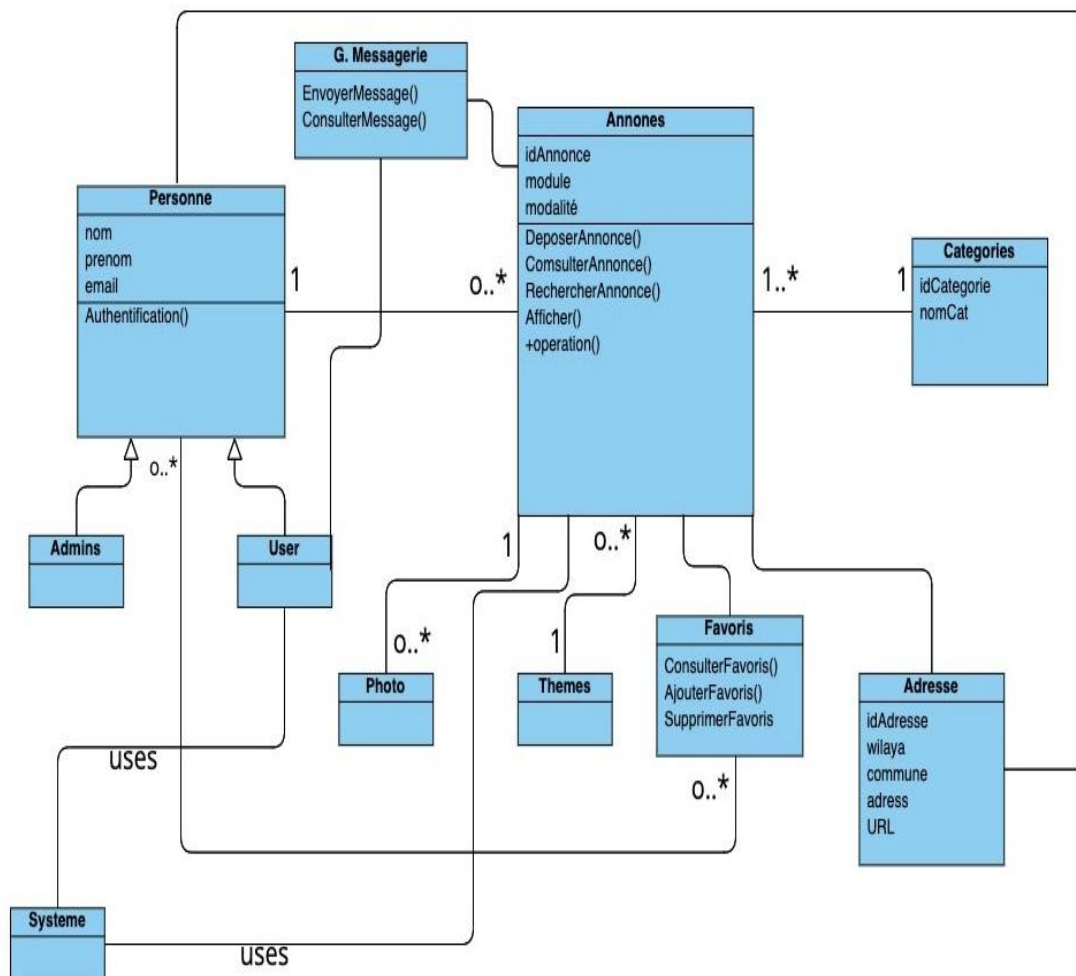 G. Messagerie
EnvoyerMessage()
ConsulterMessage()
Annones
idAnnonce
module
modalité
DeposerAnnonce()
ComsulterAnnonce()
RechercherAnnonce()
Afficher()
+operation()
Personne
nom
prenom
email
Authentification()
1
o..*
1..*
1
Categories
idCategorie
nomCat
o..*
Admins
User
1
o..*
o..*
1
Photo
Themes
Favoris
ConsulterFavoris()
AjouterFavoris()
SupprimerFavoris
o..*
Adresse
idAdresse
wilaya
commune
adress
URL
uses
Systeme
uses